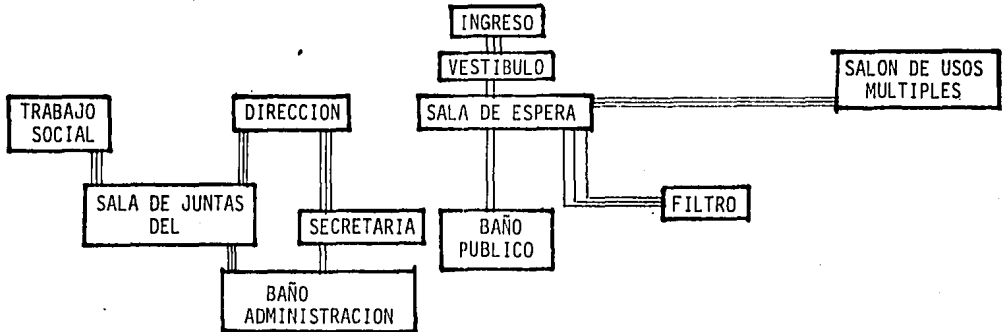 INGRESO
VESTIBULO
SALA DE ESPERA
SALON DE USOS
MULTIPLES
TRABAJO
SOCIAL
DIRECCION
SALA DE JUNTAS
DEL
SECRETARIA
BAÑO
PUBLICO
FILTRO
BAÑO
ADMINISTRACION